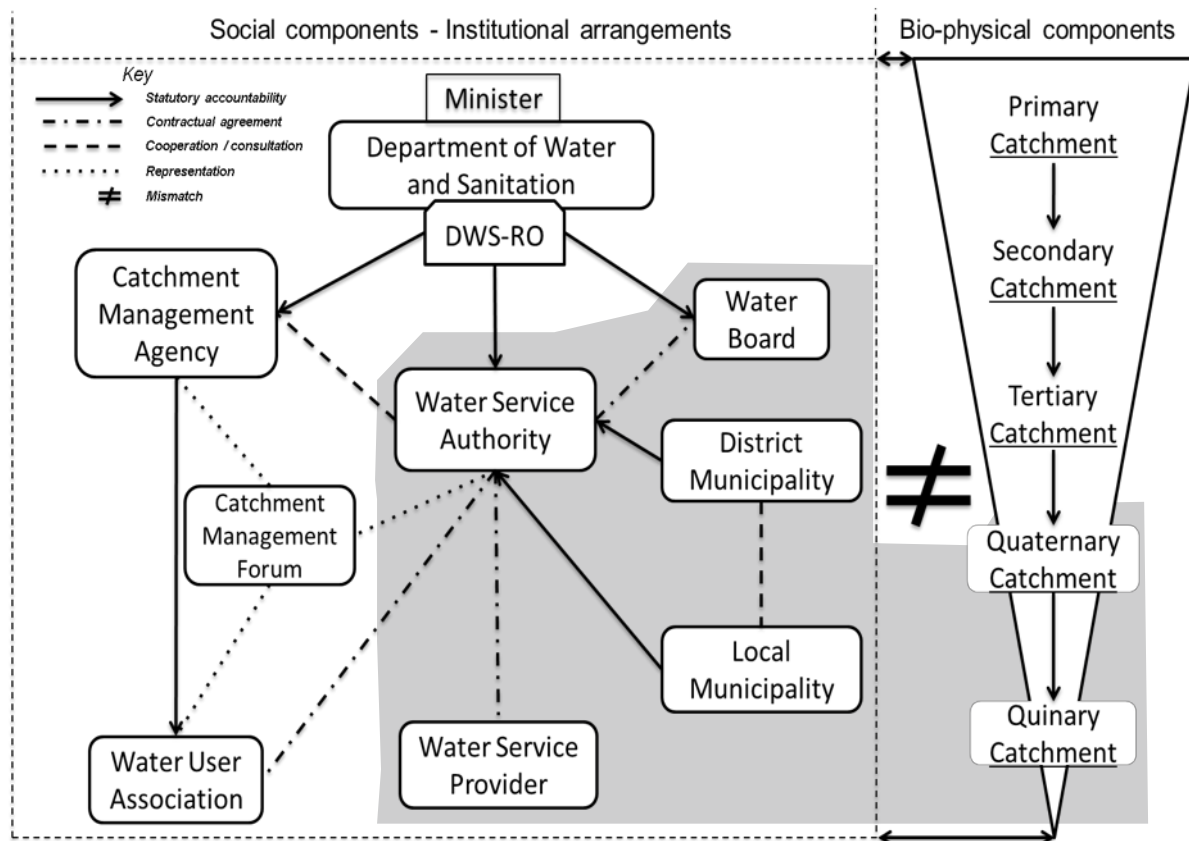 Social components - Institutional arrangements
Bio-physical components
Key
Statutory accountability
Contractual agreement
Cooperation / consultation
Representation
≠ Mismatch
Minister
Department of Water
and Sanitation
DWS-RO
Catchment
Management
Agency
Water
Board
Water Service
Authority
District
Municipality
Catchment
Management
Forum
Local
Municipality
Water User
Association
Water Service
Provider
Primary
Catchment
Secondary
Catchment
Tertiary
Catchment
≠
Quaternary
Catchment
Quinary
Catchment